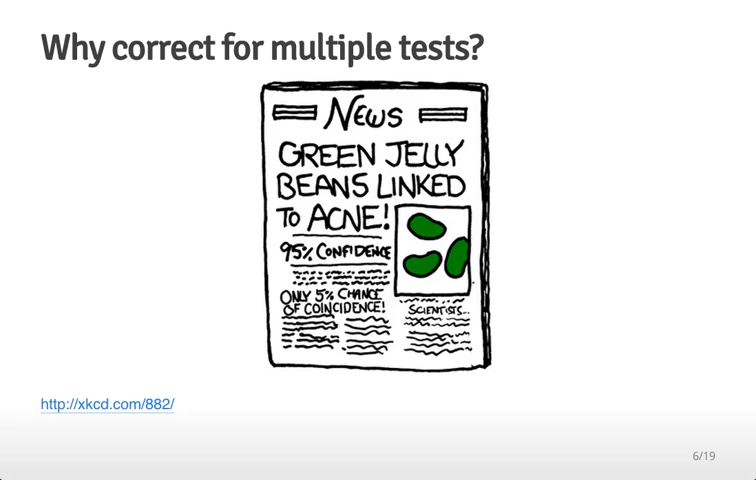 Why correct for multiple tests?
NEWS
GREEN JELLY
BEANS LINKED
TO ACNE!
95% CONFIDENCE
ONLY 5% CHANCE
OF COINCIDENCE!
SCIENTISTS...
http://xkcd.com/882/
6/19